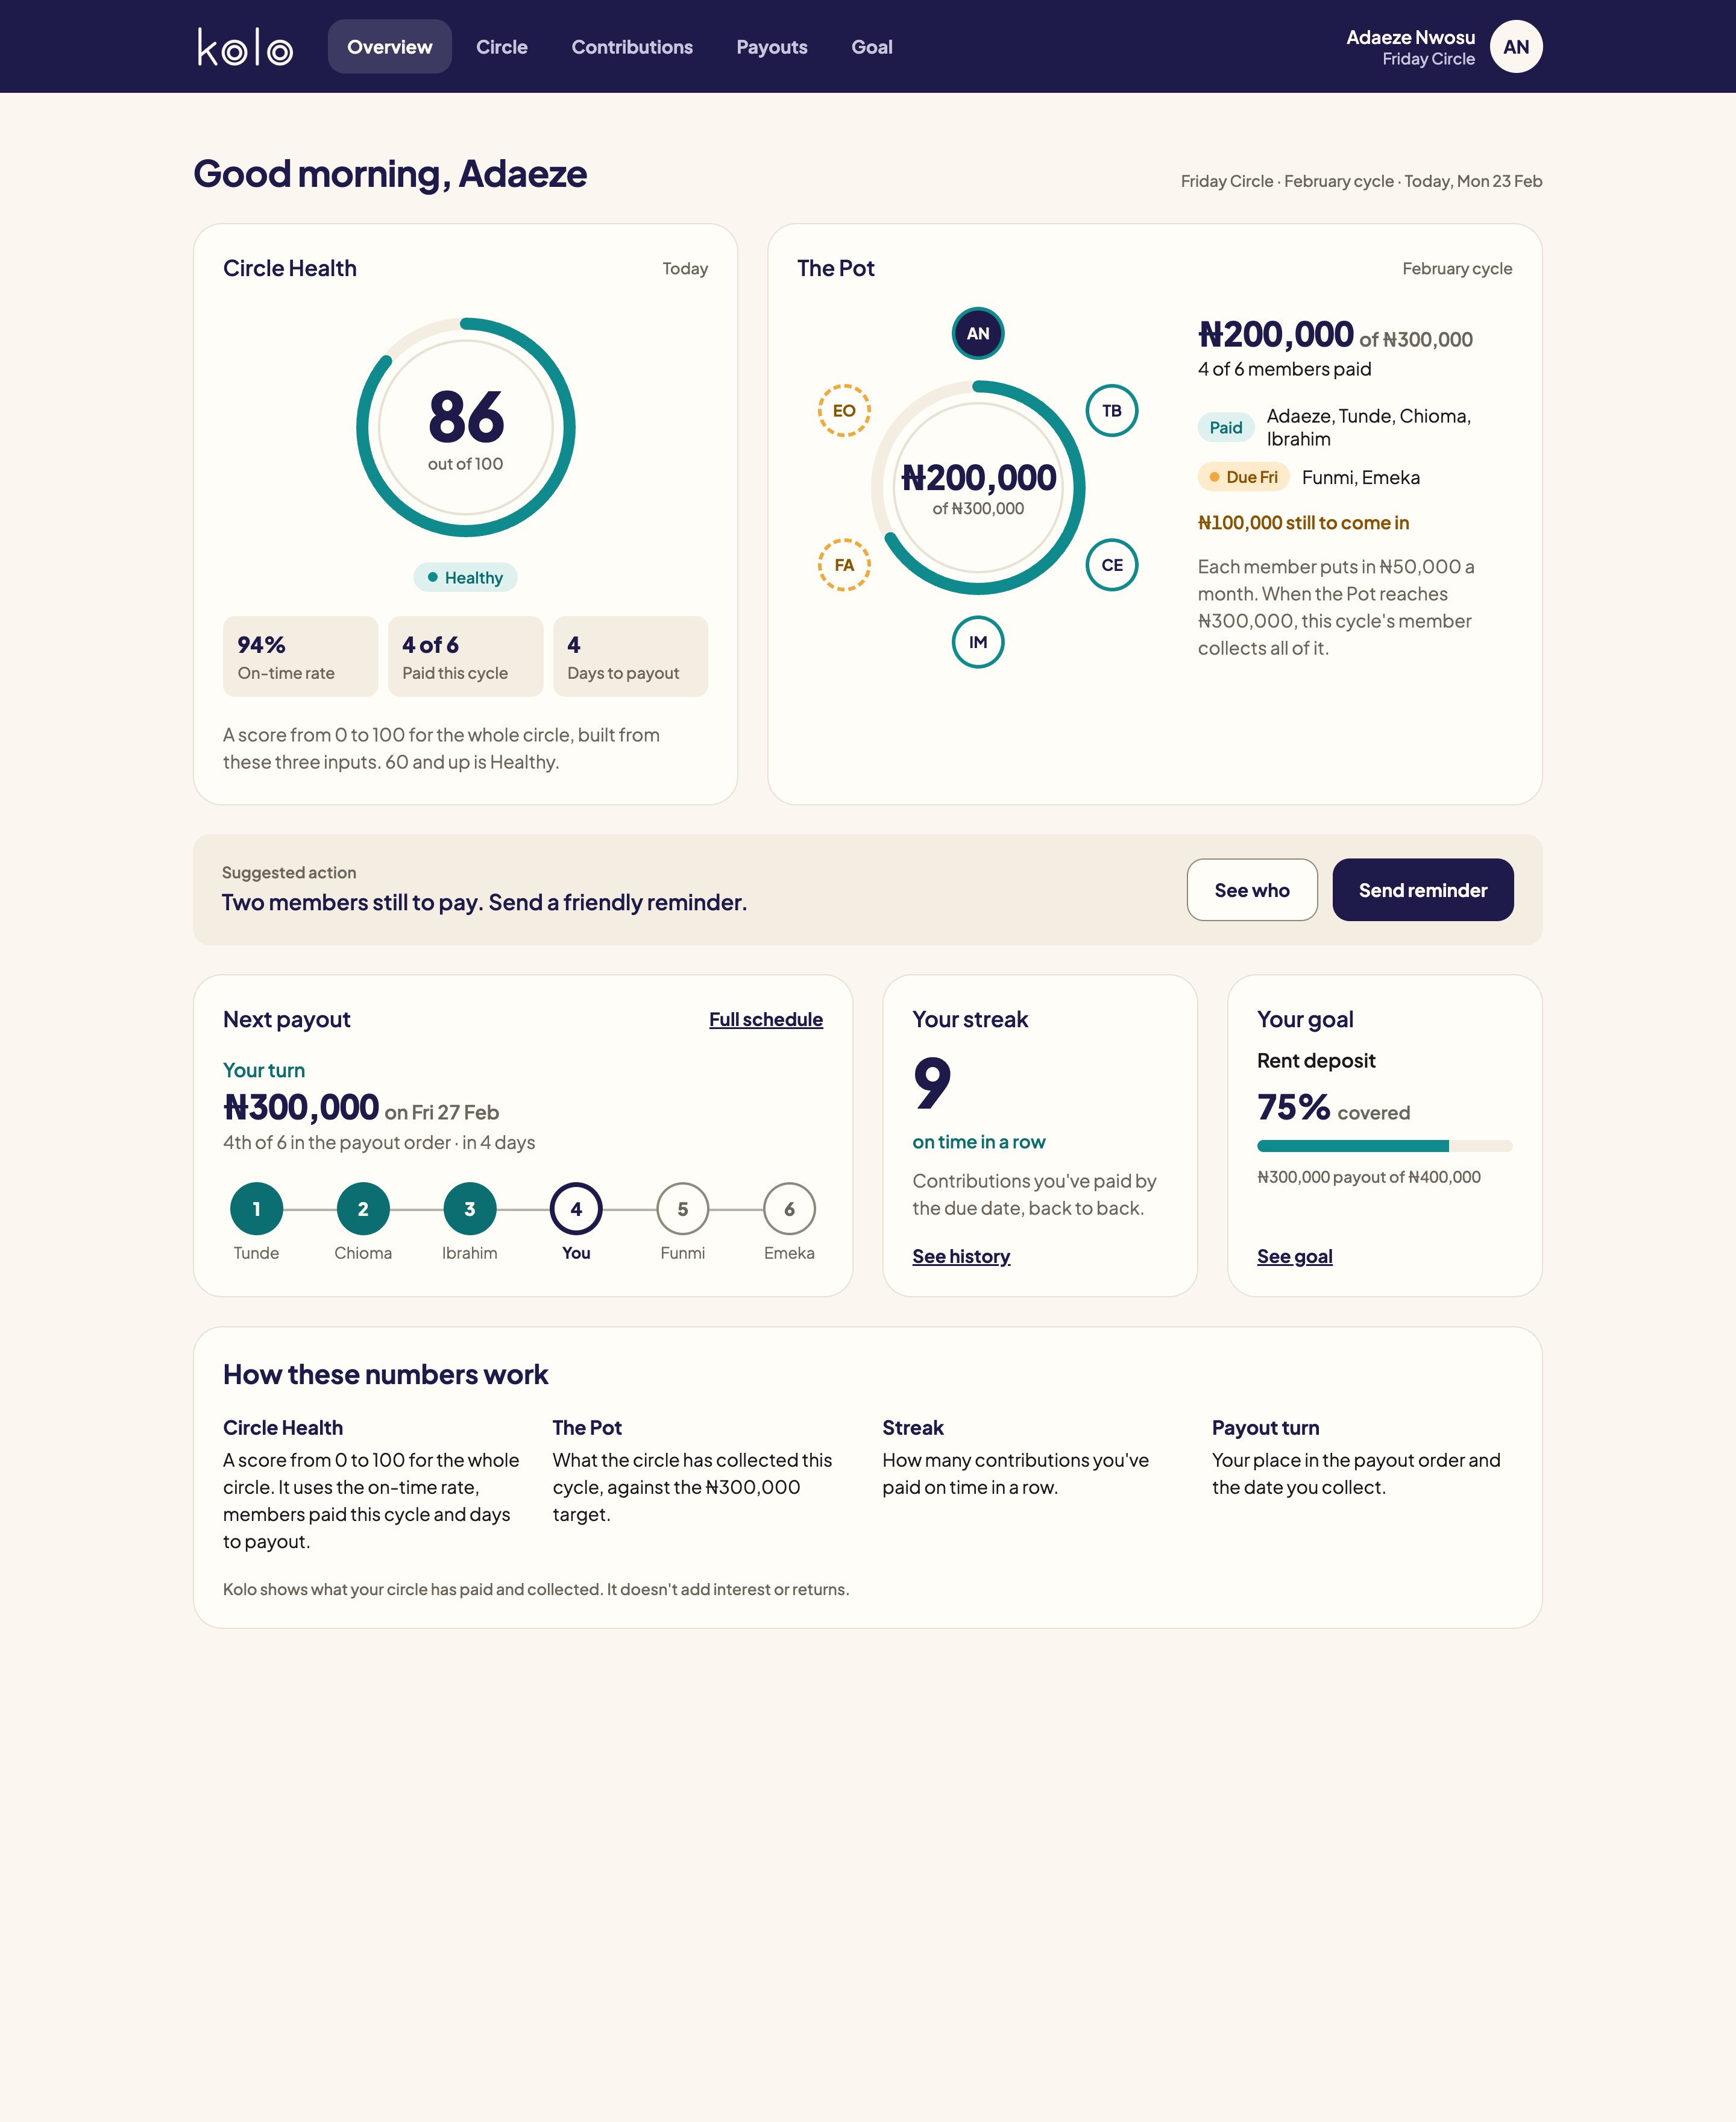 kolo
Overview
Circle
Contributions
Payouts
Goal
Adaeze Nwosu
Friday Circle
AN
Good morning, Adaeze
Friday Circle · February cycle · Today, Mon 23 Feb
Circle Health
Today
86
out of 100
Healthy
94%
On-time rate
4 of 6
Paid this cycle
4
Days to payout
A score from 0 to 100 for the whole circle, built from
these three inputs. 60 and up is Healthy.
The Pot
February cycle
AN
EO
TB
₦200,000
of ₦300,000
FA
CE
IM
₦200,000 of ₦300,000
4 of 6 members paid
Paid
Adaeze, Tunde, Chioma,
Ibrahim
Due Fri
Funmi, Emeka
₦100,000 still to come in
Each member puts in ₦50,000 a
month. When the Pot reaches
₦300,000, this cycle's member
collects all of it.
Suggested action
Two members still to pay. Send a friendly reminder.
See who
Send reminder
Next payout
Full schedule
Your turn
₦300,000 on Fri 27 Feb
4th of 6 in the payout order · in 4 days
1
2
3
4
5
6
Tunde
Chioma
Ibrahim
You
Funmi
Emeka
Your streak
9
on time in a row
Contributions you've paid by
the due date, back to back.
See history
Your goal
Rent deposit
75% covered
₦300,000 payout of ₦400,000
See goal
How these numbers work
Circle Health
A score from 0 to 100 for the whole
circle. It uses the on-time rate,
members paid this cycle and days
to payout.
The Pot
What the circle has collected this
cycle, against the ₦300,000
target.
Streak
How many contributions you've
paid on time in a row.
Payout turn
Your place in the payout order and
the date you collect.
Kolo shows what your circle has paid and collected. It doesn't add interest or returns.